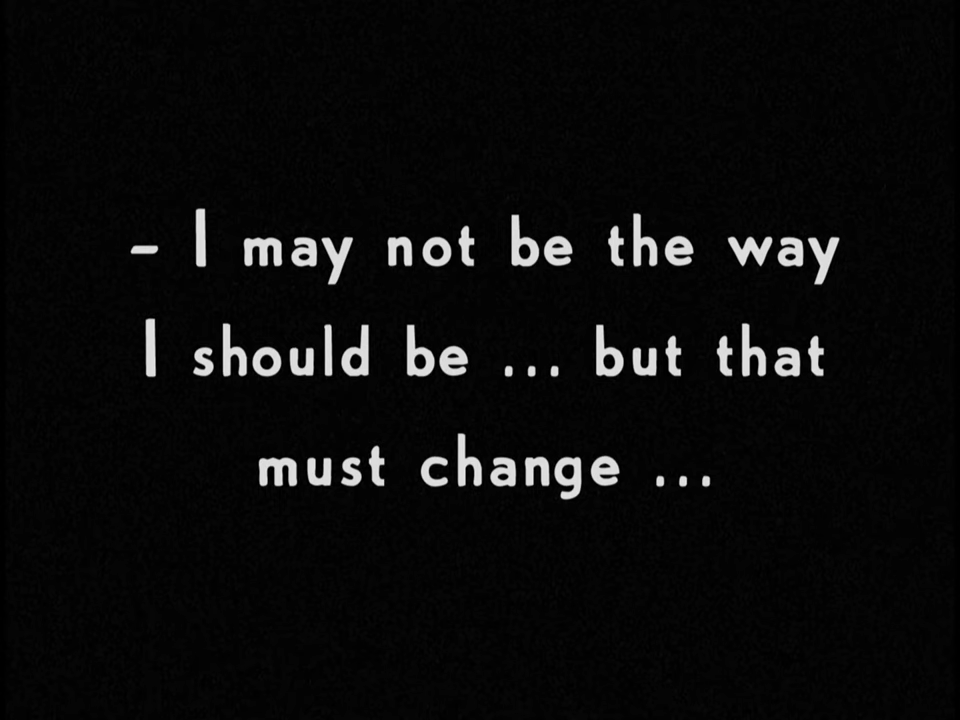 – I may not be the way
I should be ... but that
must change ...